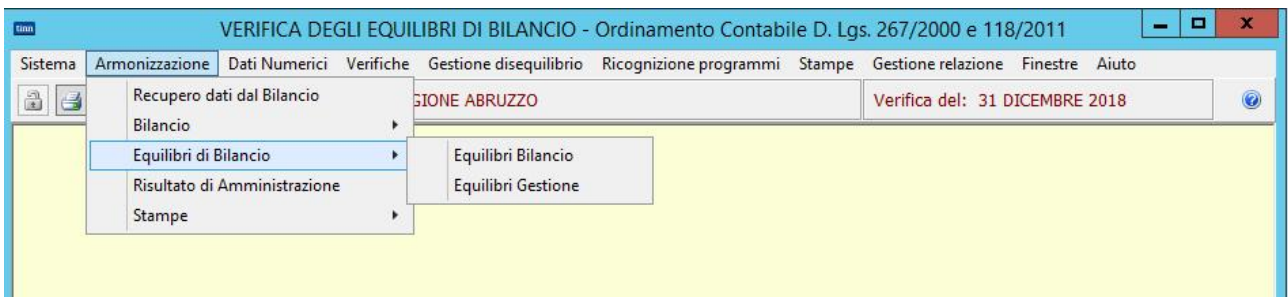 tinn
VERIFICA DEGLI EQUILIBRI DI BILANCIO - Ordinamento Contabile D. Lgs. 267/2000 e 118/2011
Sistema Armonizzazione Dati Numerici Verifiche Gestione disequilibrio Ricognizione programmi Stampe Gestione relazione Finestre Aiuto
ABRUZZO Verifica del: 31 DICEMBRE 2018
Recupero dati dal Bilancio
Bilancio
Equilibri di Bilancio
Equilibri Bilancio
Equilibri Gestione
Risultato di Amministrazione
Stampe